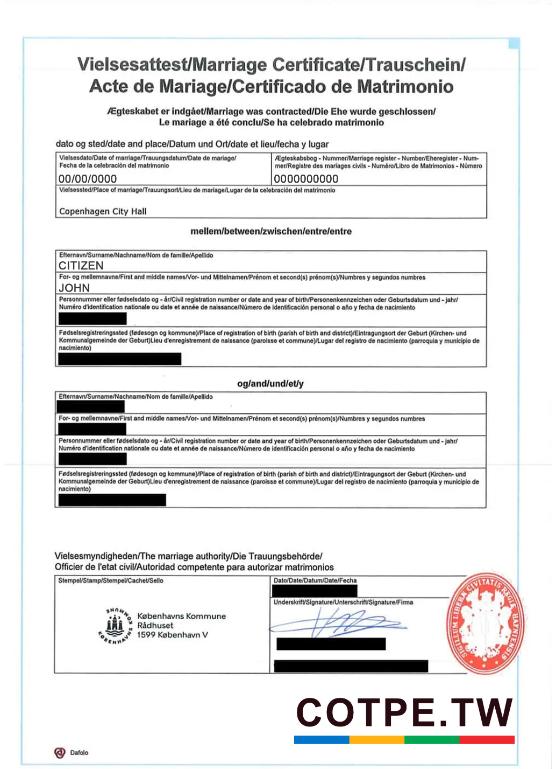 Vielsesattest/Marriage Certificate/Trauschein/
Acte de Mariage/Certificado de Matrimonio
Ægteskabet er indgået/Marriage was contracted/Die Ehe wurde geschlossen/
Le mariage a été conclu/Se ha celebrado matrimonio
dato og sted/date and place/Datum und Ort/date et lieu/fecha y lugar
Vielsesdato/Date of marriage/Trauungsdatum/Date de mariage/
Fecha de la celebración del matrimonio
00/00/0000
Ægteskabsbog - Nummer/Marriage register - Number/Eheregister - Num-
mer/Registre des mariages civils - Numéro/Libro de Matrimonios - Número
0000000000
Vielsessted/Place of marriage/Trauungsort/Lieu de mariage/Lugar de la celebración del matrimonio
Copenhagen City Hall
mellem/between/zwischen/entre/entre
Efternavn/Surname/Nachname/Nom de famille/Apellido
CITIZEN
For- og mellemnavne/First and middle names/Vor- und Mittelnamen/Prénom et second(s) prénom(s)/Numbres y segundos numbres
JOHN
Personnummer eller fødselsdato og - år/Civil registration number or date and year of birth/Personenkennzeichen oder Geburtsdatum und - jahr/
Numéro d'identification nationale ou date et année de naissance/Número de identificación personal o año y fecha de nacimiento
Fødselsregistreringssted (fødesogn og kommune)/Place of registration of birth (parish of birth and district)/Eintragungsort der Geburt (Kirchen- und
Kommunalgemeinde der Geburt)Lieu d'enregistrement de naissance (paroisse et commune)/Lugar del registro de nacimiento (parroquia y municipio de
nacimiento)
og/and/und/et/y
Efternavn/Surname/Nachname/Nom de famille/Apellido
For- og mellemnavne/First and middle names/Vor- und Mittelnamen/Prénom et second(s) prénom(s)/Numbres y segundos numbres
Personnummer eller fødselsdato og - år/Civil registration number or date and year of birth/Personenkennzeichen oder Geburtsdatum und - jahr/
Numéro d'identification nationale ou date et année de naissance/Número de identificación personal o año y fecha de nacimiento
Fødselsregistreringssted (fødesogn og kommune)/Place of registration of birth (parish of birth and district)/Eintragungsort der Geburt (Kirchen- und
Kommunalgemeinde der Geburt)Lieu d'enregistrement de naissance (paroisse et commune)/Lugar del registro de nacimiento (parroquia y municipio de
nacimiento)
Vielsesmyndigheden/The marriage authority/Die Trauungsbehörde/
Officier de l'etat civil/Autoridad competente para autorizar matrimonios
Stempel/Stamp/Stempel/Cachet/Sello
KØBENHAVNS KOMMUNE
Københavns Kommune
Rådhuset
1599 København V
Dato/Date/Datum/Date/Fecha
Underskrift/Signature/Unterschrift/Signature/Firma
SIGILLUM LIBERA CIVITATIS REGIA HAFNIENSIS
COTPE.TW
Dafolo